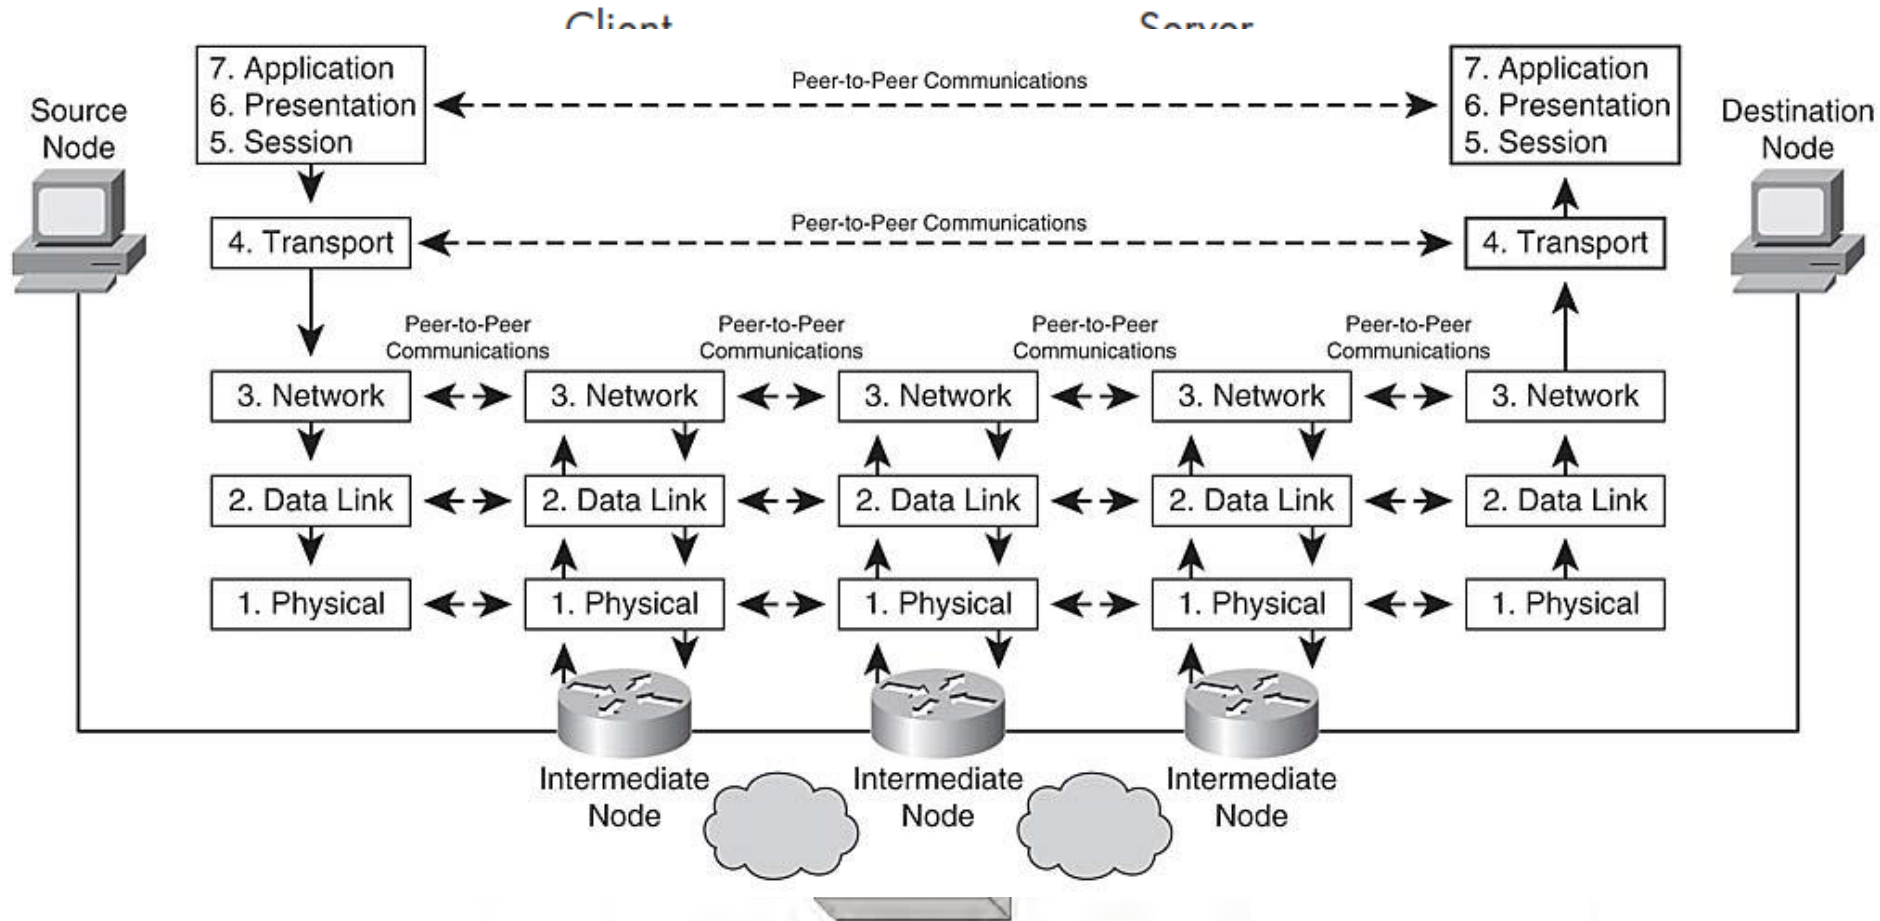 Client Server
7. Application
6. Presentation
5. Session
Peer-to-Peer Communications
7. Application
6. Presentation
5. Session
Source
Node
Destination
Node
4. Transport
Peer-to-Peer Communications
4. Transport
Peer-to-Peer
Communications
Peer-to-Peer
Communications
Peer-to-Peer
Communications
Peer-to-Peer
Communications
3. Network
3. Network
3. Network
3. Network
3. Network
2. Data Link
2. Data Link
2. Data Link
2. Data Link
2. Data Link
1. Physical
1. Physical
1. Physical
1. Physical
1. Physical
Intermediate
Node
Intermediate
Node
Intermediate
Node